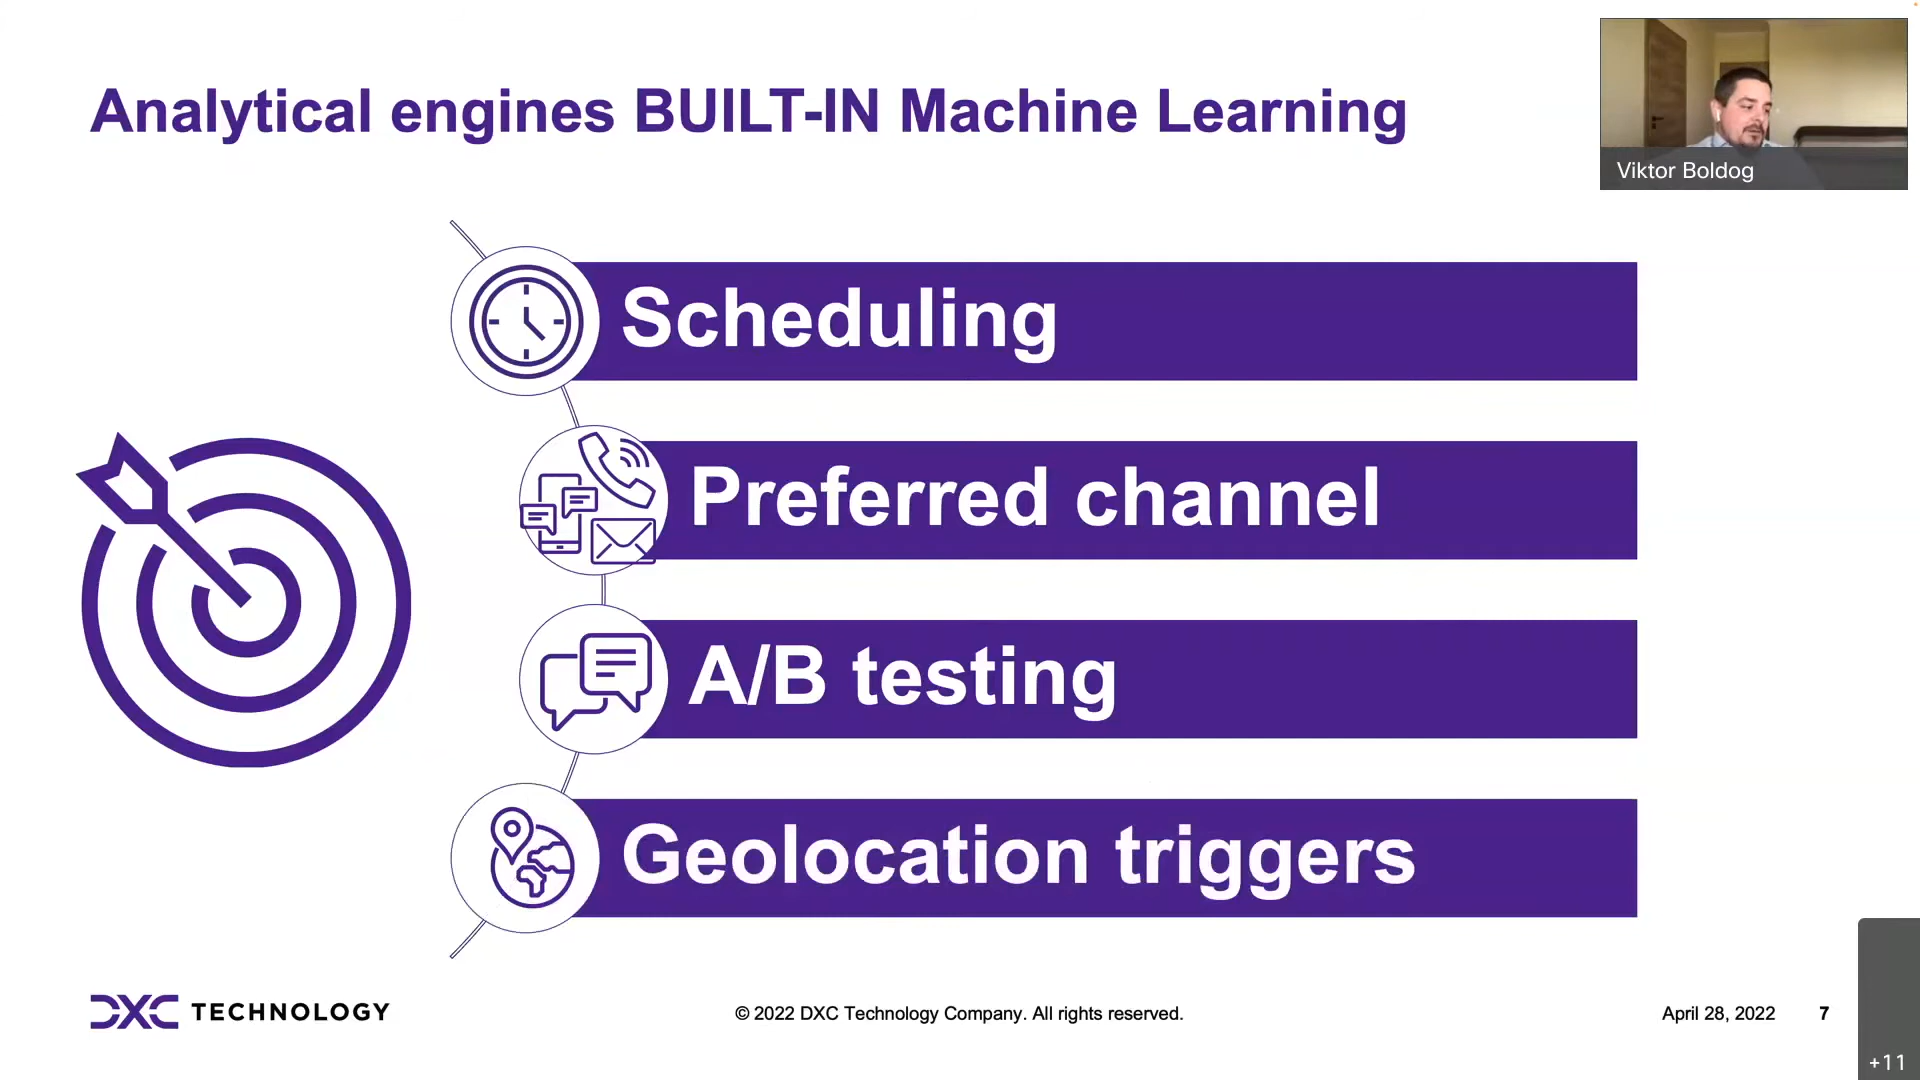 Analytical engines BUILT-IN Machine Learning
Viktor Boldog
Scheduling
Preferred channel
A/B testing
Geolocation triggers
DXC TECHNOLOGY
© 2022 DXC Technology Company. All rights reserved.
April 28, 2022
7
+11